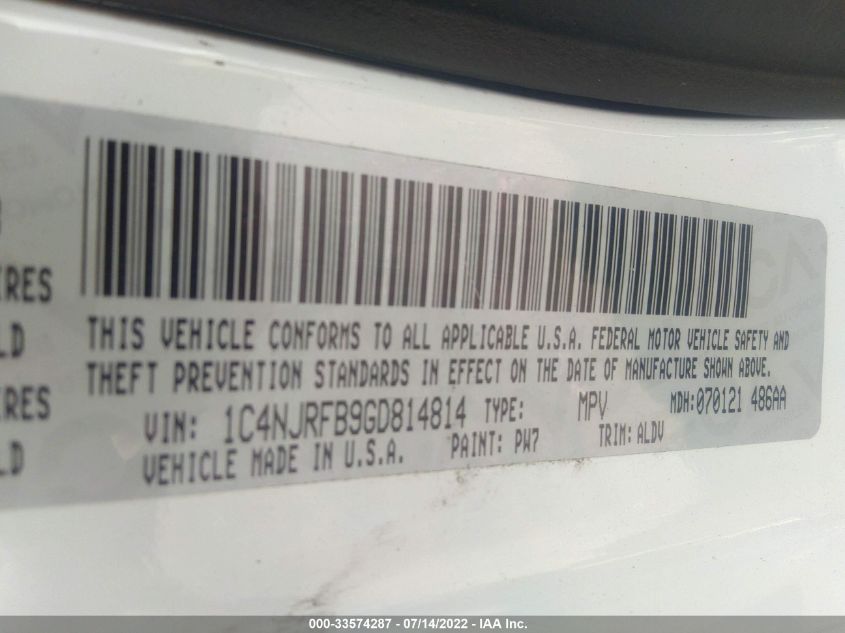 IRES
THIS VEHICLE CONFORMS TO ALL APPLICABLE U.S.A. FEDERAL MOTOR VEHICLE SAFETY AND
LD
THEFT PREVENTION STANDARDS IN EFFECT ON THE DATE OF MANUFACTURE SHOWN ABOVE.
IRES
VIN: 1C4NJRFB9GD814814 TYPE: MPV MDH: 070121 486AA
LD
VEHICLE MADE IN U.S.A. PAINT: PW7 TRIM: ALDV
000-33574287 - 07/14/2022 - IAA Inc.